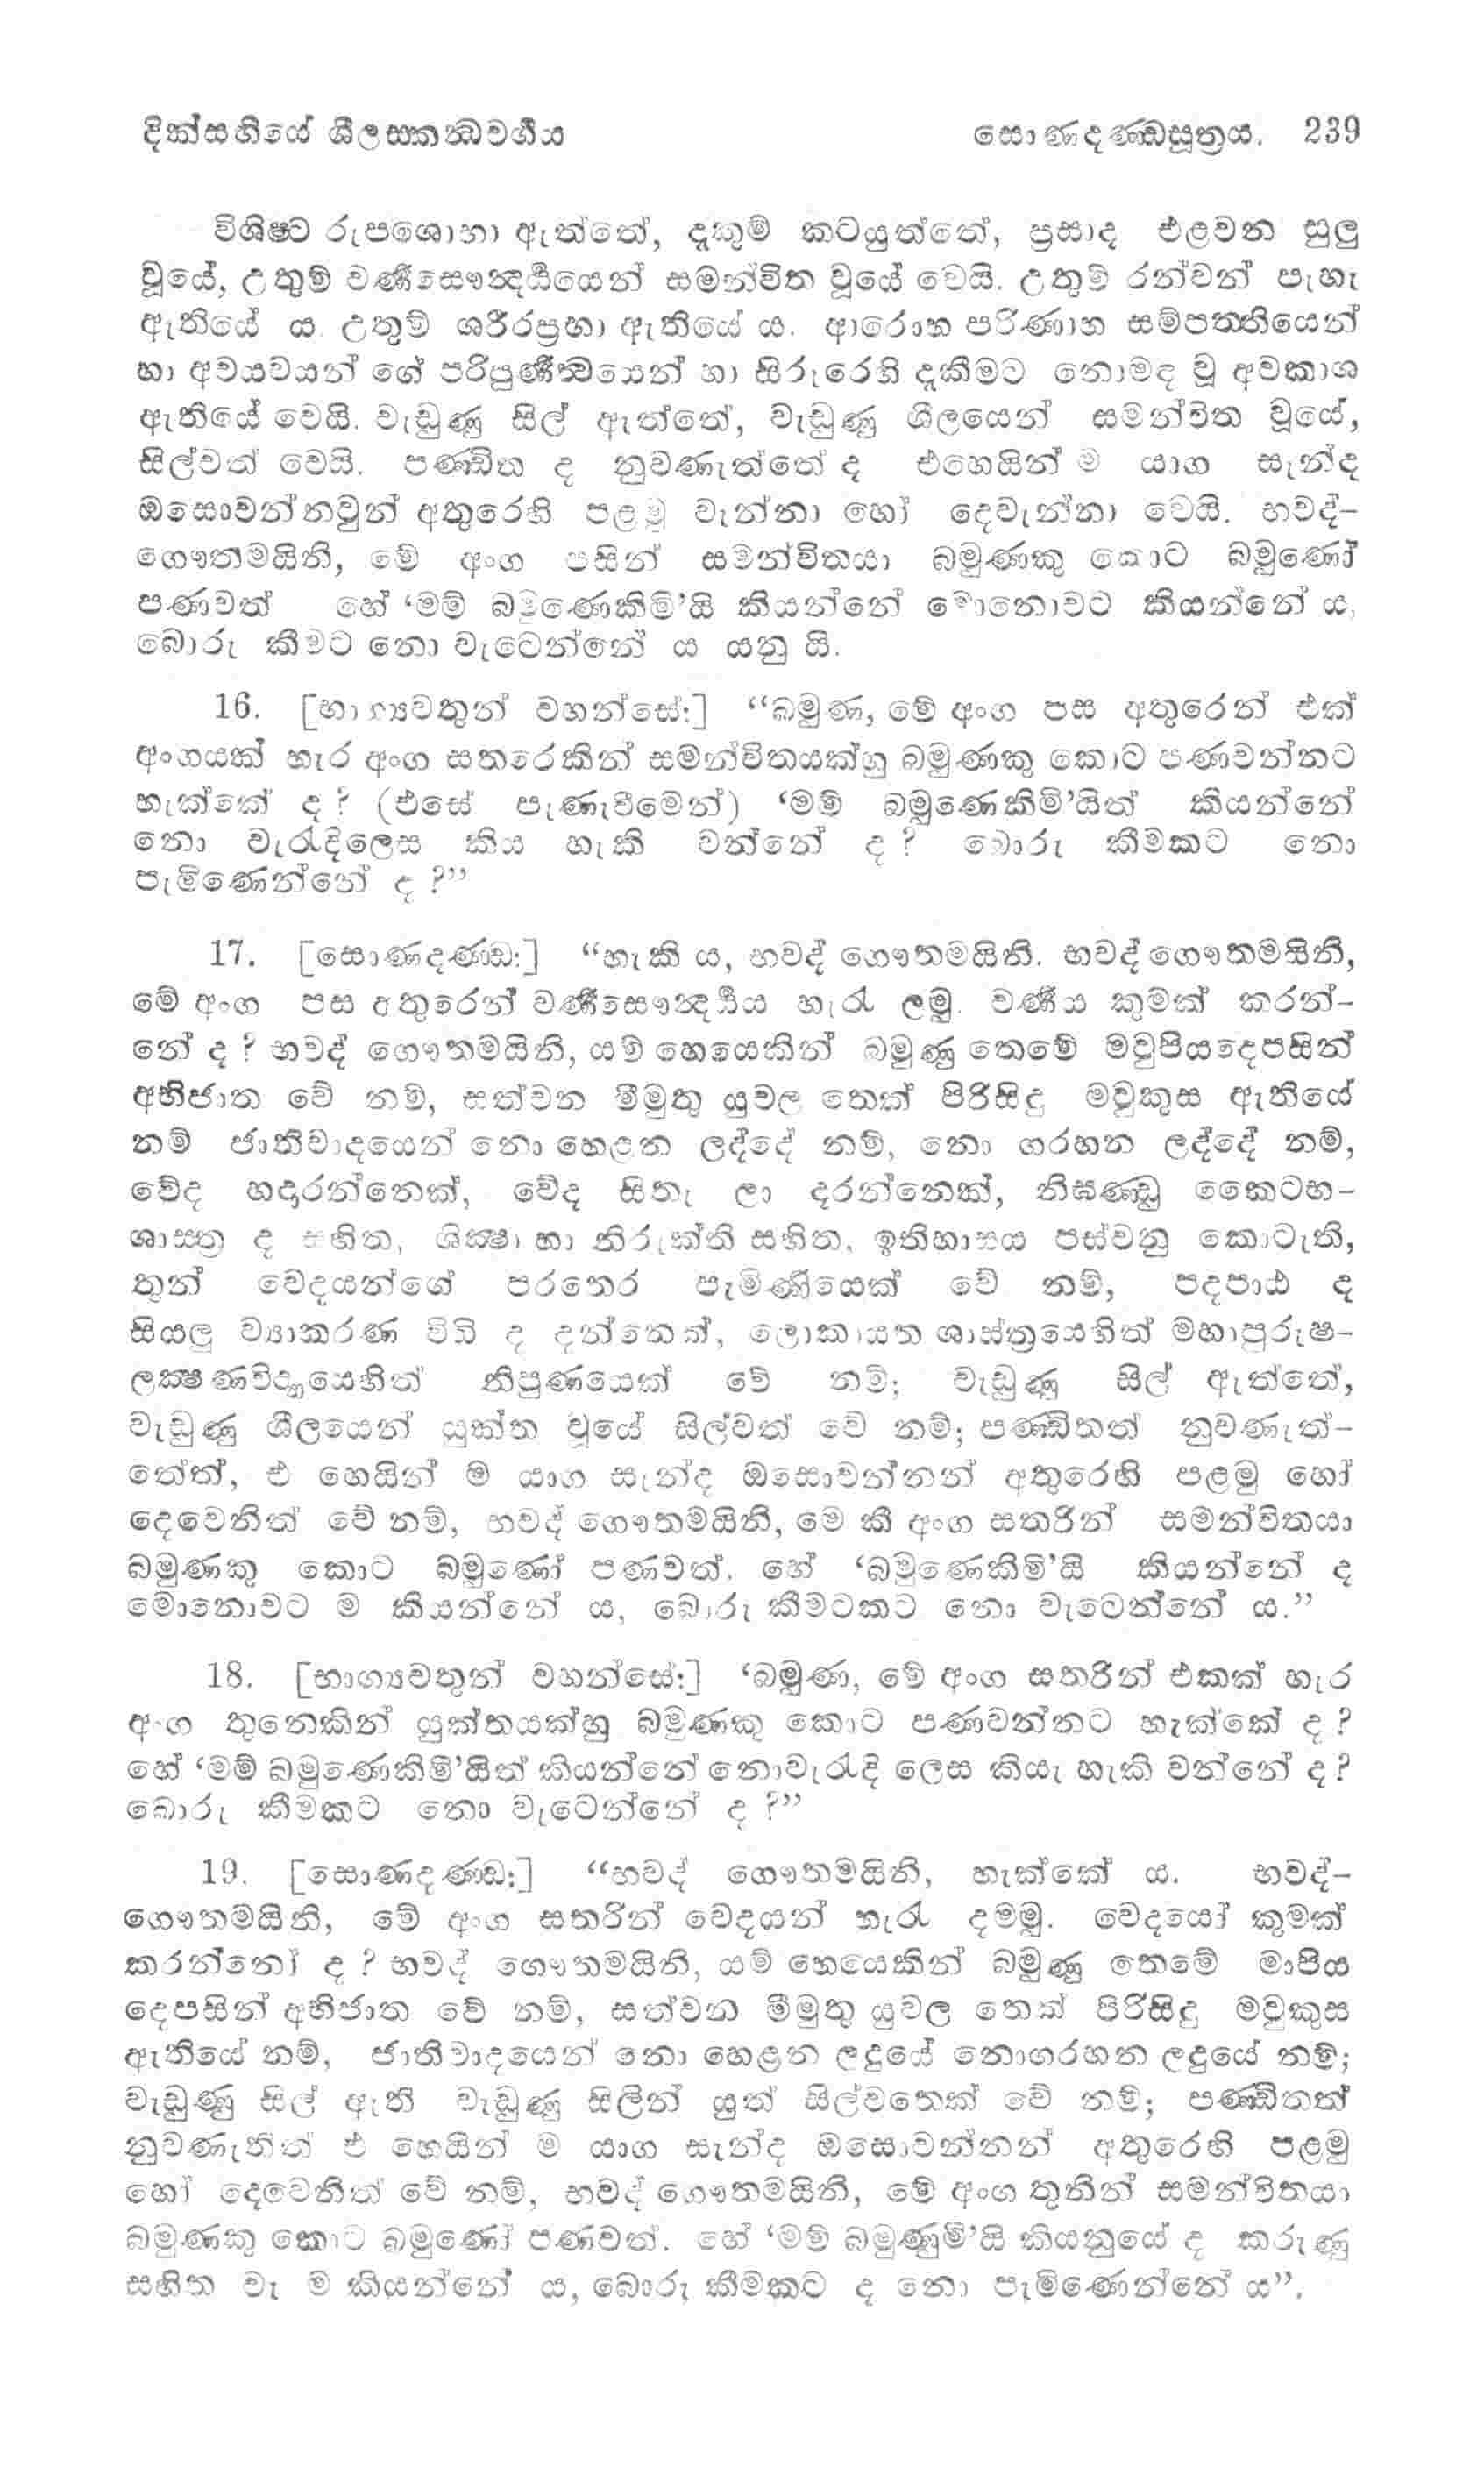 දික්සඟියේ ශීලස්කන්ධවර්ගය සොණදණ්ඩසූත්‍රය. 239
විශිෂ්ට රූපශොභා ඇත්තේ, දැකුම් කටයුත්තේ, ප්‍රසාද එළවන සුලු
වූයේ, උතුම් වර්ණසෞන්දර්‍ය්‍යයෙන් සමන්විත වූයේ වෙයි. උතුම් රන්වන් පැහැ
ඇතියේ ය. උතුම් ශරීරප්‍රභා ඇතියේ ය. ආරොහ පරිණාහ සම්පත්තියෙන්
හා අවයවයන් ගේ පරිපූර්ණත්වයෙන් හා සිරුරෙහි දැකීමට නොමඳ වූ අවකාශ
ඇතියේ වෙයි. වැඩුණු සිල් ඇත්තේ, වැඩුණු ශීලයෙන් සමන්විත වූයේ,
සිල්වත් වෙයි. පණ්ඩිත ද නුවණැත්තේ ද එහෙයින් ම යාග සැන්ද
ඔසොවන්නවුන් අතුරෙහි පළමු වැන්නා හෝ දෙවැන්නා වෙයි. භවද්-
ගෞතමයිනි, මේ අංග පසින් සමන්විතයා බමුණකු කොට බමුණෝ
පණවත් හේ ‘මම් බමුණෙකිමි’යි කියන්නේ මොනොවට කියන්නේ ය,
බොරු කීමට නො වැටෙන්නේ ය යනු යි.
16. [භාග්‍යවතුන් වහන්සේ:] “බමුණ, මේ අංග පස අතුරෙන් එක්
අංගයක් හැර අංග සතරෙකින් සමන්විතයක්හු බමුණකු කොට පණවන්නට
හැක්කේ ද? (එසේ පැණැවීමෙන්) ‘මම් බමුණෙකිමි’යිත් කියන්නේ
නො වැරැදිලෙස කිය හැකි වන්නේ ද? බොරු කීමකට නො
පැමිණෙන්නේ ද?”
17. [සොණදණ්ඩ:] “හැකි ය, භවද් ගෞතමයිනි. භවද් ගෞතමයිනි,
මේ අංග පස අතුරෙන් වර්ණසෞන්දර්‍ය්‍යය හැරැ ලමු. වර්ණය කුමක් කරන්-
නේ ද? භවද් ගෞතමයිනි, යම් හෙයෙකින් බමුණු තෙමේ මවුපියදෙපසින්
අභිජාත වේ නම්, සත්වන මීමුතු යුවල තෙක් පිරිසිදු මවුකුස ඇතියේ
නම් ජාතිවාදයෙන් නො හෙළන ලද්දේ නම්, නො ගරහන ලද්දේ නම්,
වේද හදාරන්නෙක්, වේද සිතැ ලා දරන්නෙක්, නිඝණ්ඩු කෛටභ-
ශාස්ත්‍ර ද සහිත, ශික්ෂා හා නිරුක්ති සහිත, ඉතිහාසය පස්වනු කොටැති,
තුන් වෙදයන්ගේ පරතෙර පැමිණියෙක් වේ නම්, පදපාඨ ද
සියලු ව්‍යාකරණ විධි ද දන්නෙක්, ලොකායත ශාස්ත්‍රයෙහිත් මහාපුරුෂ-
ලක්ෂණවිද්‍යායෙහිත් නිපුණයෙක් වේ නම්; වැඩුණු සිල් ඇත්තේ,
වැඩුණු ශීලයෙන් යුක්ත වූයේ සිල්වත් වේ නම්; පණ්ඩිතත් නුවණැත්-
තේත්, එ හෙයින් ම යාග සැන්ද ඔසොවන්නන් අතුරෙහි පළමු හෝ
දෙවෙනිත් වේ නම්, භවද් ගෞතමයිනි, මෙ කී අංග සතරින් සමන්විතයා
බමුණකු කොට බමුණෝ පණවත්. හේ ‘බමුණෙකිමි’යි කියන්නේ ද
මොනොවට ම කියන්නේ ය, බොරු කීමටකට නො වැටෙන්නේ ය.”
18. [භාග්‍යවතුන් වහන්සේ:] ‘බමුණ, මේ අංග සතරින් එකක් හැර
අංග තුනෙකින් යුක්තයක්හු බමුණකු කොට පණවන්නට හැක්කේ ද?
හේ ‘මම් බමුණෙකිමි’යිත් කියන්නේ නොවැරැදි ලෙස කියැ හැකි වන්නේ ද?
බොරු කීමකට නො වැටෙන්නේ ද?”
19. [සොණදණ්ඩ:] “භවද් ගෞතමයිනි, හැක්කේ ය. භවද්-
ගෞතමයිනි, මේ අංග සතරින් වෙදයන් හැරැ දමමු. වෙදයෝ කුමක්
කරන්නෝ ද? භවද් ගෞතමයිනි, යම් හෙයෙකින් බමුණු තෙමේ මාපිය
දෙපසින් අභිජාත වේ නම්, සත්වන මීමුතු යුවල තෙක් පිරිසිදු මවුකුස
ඇතියේ නම්, ජාතිවාදයෙන් නො හෙළන ලදුයේ නොගරහන ලදුයේ නම්;
වැඩුණු සිල් ඇති වැඩුණු සිලින් යුත් සිල්වතෙක් වේ නම්; පණ්ඩිතත්
නුවණැතිත් එ හෙයින් ම යාග සැන්ද ඔසොවන්නන් අතුරෙහි පළමු
හෝ දෙවෙනිත් වේ නම්, භවද් ගෞතමයිනි, මේ අංග තුනින් සමන්විතයා
බමුණකු කොට බමුණෝ පණවත්. හේ ‘මම් බමුණුමි’යි කියනුයේ ද කරුණු
සහිත වැ ම කියන්නේ ය, බොරු කීමකට ද නො පැමිණෙන්නේ ය”.